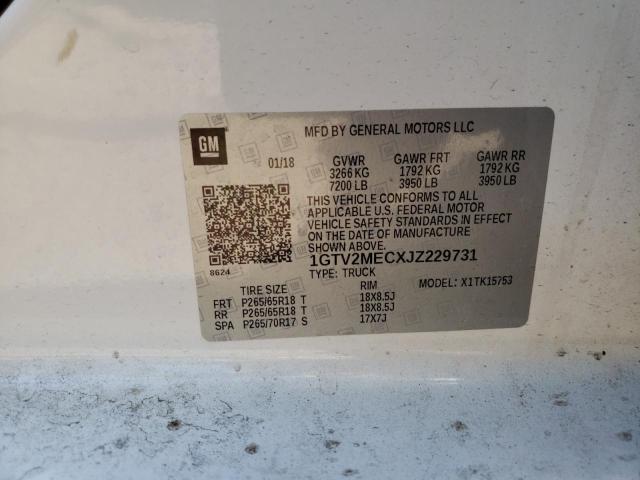 GM
MFD BY GENERAL MOTORS LLC
01/18 GVWR GAWR FRT GAWR RR
3266 KG 1792 KG 1792 KG
7200 LB 3950 LB 3950 LB
THIS VEHICLE CONFORMS TO ALL
APPLICABLE U.S. FEDERAL MOTOR
VEHICLE SAFETY STANDARDS IN EFFECT
ON THE DATE OF MANUFACTURE
SHOWN ABOVE.
8624 1GTV2MECXJZ229731
TYPE: TRUCK
TIRE SIZE RIM MODEL: X1TK15753
FRT P265/65R18 T 18X8.5J
RR P265/65R18 T 18X8.5J
SPA P265/70R17 S 17X7J